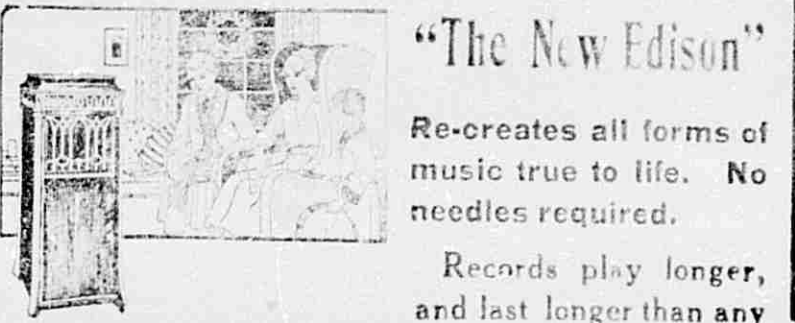 "The New Edison"
Re-creates all forms of
music true to life. No
needles required.
Records play longer,
and last longer than any